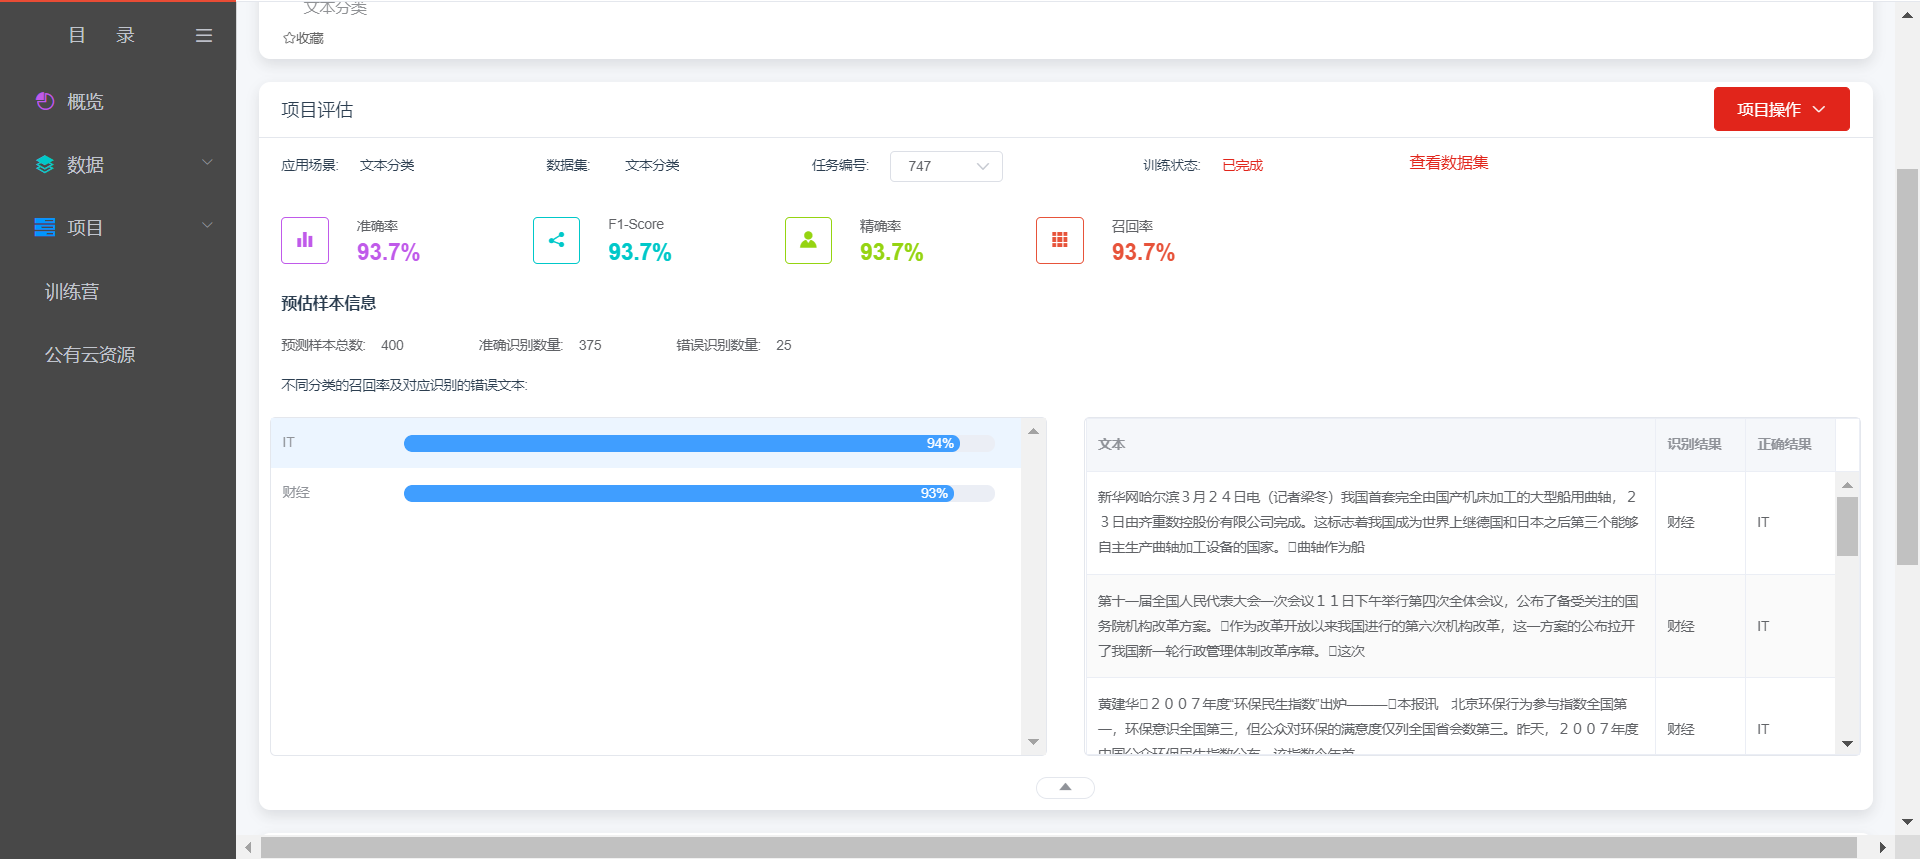 目 录
概览
数据
项目
训练营
公有云资源
文本分类
☆收藏
项目评估
项目操作
应用场景: 文本分类 数据集: 文本分类 任务编号: 747 训练状态: 已完成 查看数据集
准确率 F1-Score 精确率 召回率
93.7% 93.7% 93.7% 93.7%
预估样本信息
预测样本总数: 400 准确识别数量: 375 错误识别数量: 25
不同分类的召回率及对应识别的错误文本:
IT 94%
财经 93%
文本 识别结果 正确结果
新华网哈尔滨３月２４日电（记者梁冬）我国首套完全由国产机床加工的大型船用曲轴，２
３日由齐重数控股份有限公司完成。这标志着我国成为世界上继德国和日本之后第三个能够
自主生产曲轴加工设备的国家。□曲轴作为船
财经 IT
第十一届全国人民代表大会一次会议１１日下午举行第四次全体会议，公布了备受关注的国
务院机构改革方案。□作为改革开放以来我国进行的第六次机构改革，这一方案的公布拉开
了我国新一轮行政管理体制改革序幕。□这次
财经 IT
黄建华□２００７年度“环保民生指数”出炉———□本报讯　北京环保行为参与指数全国第
一，环保意识全国第三，但公众对环保的满意度仅列全国省会数第三。昨天，２００７年度
中国公众环保民生指数公布，该指数今年首
财经 IT